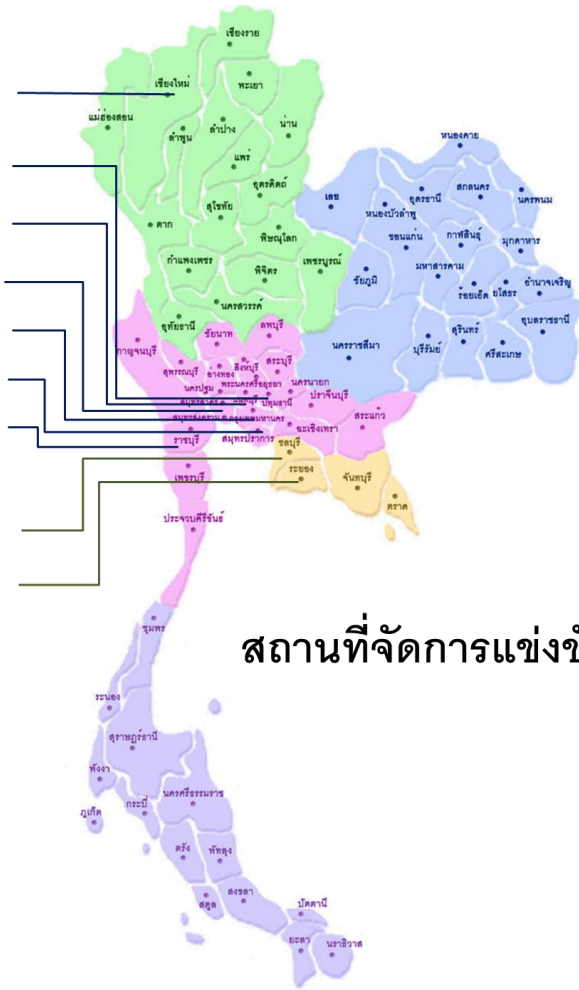 เชียงราย
เชียงใหม่
พะเยา
แม่ฮ่องสอน
ลำพูน
ลำปาง
น่าน
แพร่
อุตรดิตถ์
ตาก
สุโขทัย
พิษณุโลก
กำแพงเพชร
พิจิตร
เพชรบูรณ์
นครสวรรค์
อุทัยธานี
หนองคาย
เลย
หนองบัวลำพู
อุดรธานี
สกลนคร
นครพนม
ขอนแก่น
กาฬสินธุ์
มุกดาหาร
ชัยภูมิ
มหาสารคาม
ร้อยเอ็ด
ยโสธร
อำนาจเจริญ
นครราชสีมา
บุรีรัมย์
สุรินทร์
ศรีสะเกษ
อุบลราชธานี
กาญจนบุรี
ชัยนาท
ลพบุรี
สุพรรณบุรี
สิงห์บุรี
อ่างทอง
สระบุรี
นครปฐม
พระนครศรีอยุธยา
นครนายก
ปทุมธานี
ปราจีนบุรี
สระแก้ว
ฉะเชิงเทรา
สมุทรปราการ
ราชบุรี
เพชรบุรี
ประจวบคีรีขันธ์
ชลบุรี
ระยอง
จันทบุรี
ตราด
สถานที่จัดการแข่งขั
ชุมพร
ระนอง
สุราษฎร์ธานี
พังงา
ภูเก็ต
กระบี่
นครศรีธรรมราช
ตรัง
พัทลุง
สตูล
สงขลา
ปัตตานี
ยะลา
นราธิวาส